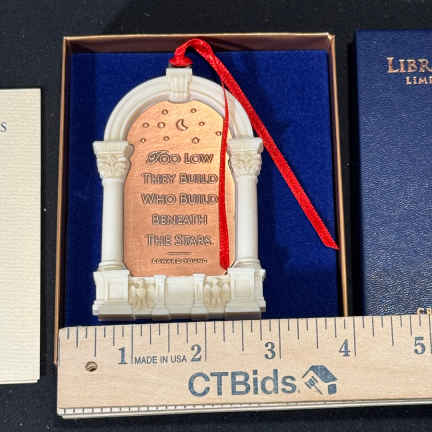 S
LIBR
LIM
TOO LOW
THEY BUILD
WHO BUILD
BENEATH
THE STARS.
EDWARD YOUNG
C
1 MADE IN USA 2 3 4 5
CTBids.